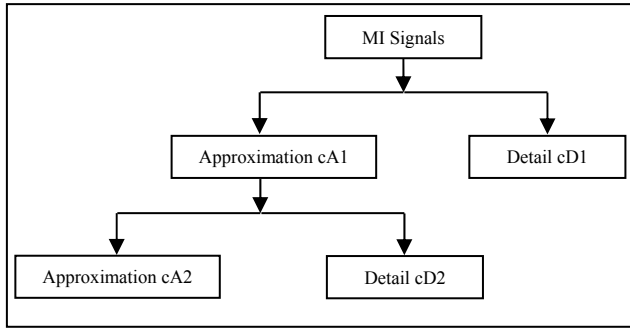 MI Signals
Approximation cA1
Detail cD1
Approximation cA2
Detail cD2